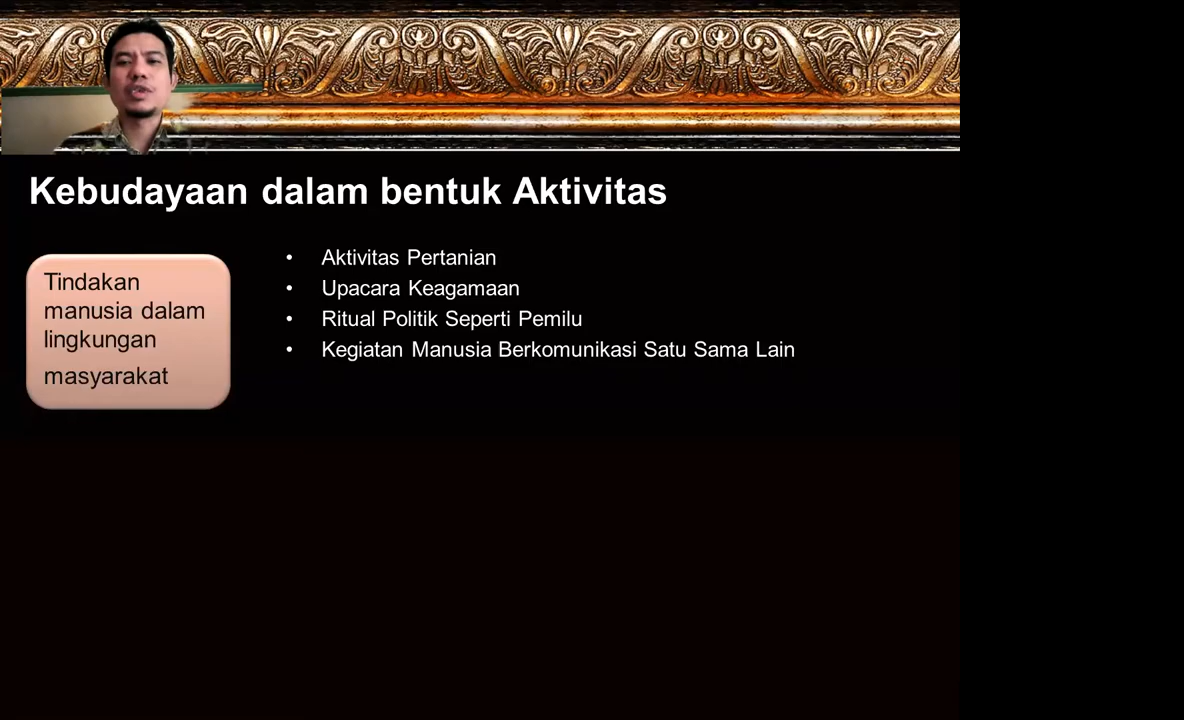 Kebudayaan dalam bentuk Aktivitas
Tindakan
manusia dalam
lingkungan
masyarakat
• Aktivitas Pertanian
• Upacara Keagamaan
• Ritual Politik Seperti Pemilu
• Kegiatan Manusia Berkomunikasi Satu Sama Lain